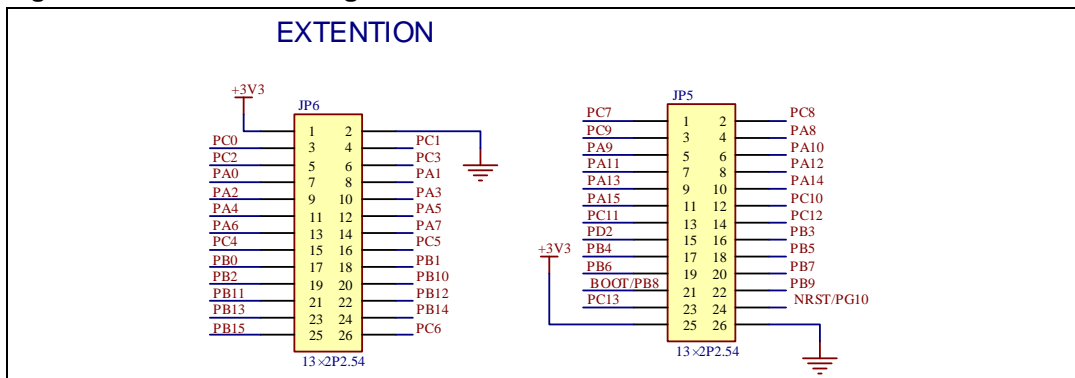 EXTENTION
+3V3
JP6
1 2
PC0 3 4 PC1
PC2 5 6 PC3
PA0 7 8 PA1
PA2 9 10 PA3
PA4 11 12 PA5
PA6 13 14 PA7
PC4 15 16 PC5
PB0 17 18 PB1
PB2 19 20 PB10
PB11 21 22 PB12
PB13 23 24 PB14
PB15 25 26 PC6
13×2P2.54
JP5
PC7 1 2 PC8
PC9 3 4 PA8
PA9 5 6 PA10
PA11 7 8 PA12
PA13 9 10 PA14
PA15 11 12 PC10
PC11 13 14 PC12
PD2 15 16 PB3
+3V3
PB4 17 18 PB5
PB6 19 20 PB7
BOOT/PB8 21 22 PB9
PC13 23 24 NRST/PG10
25 26
13×2P2.54